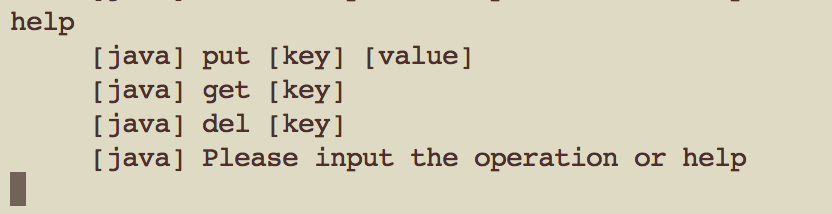 help
[java] put [key] [value]
[java] get [key]
[java] del [key]
[java] Please input the operation or help